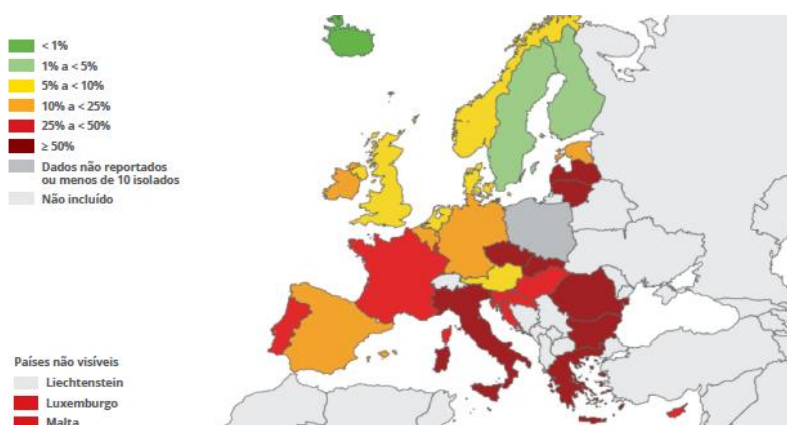 < 1%
1% a < 5%
5% a < 10%
10% a < 25%
25% a < 50%
≥ 50%
Dados não reportados
ou menos de 10 isolados
Não incluído
Países não visíveis
Liechtenstein
Luxemburgo
Malta